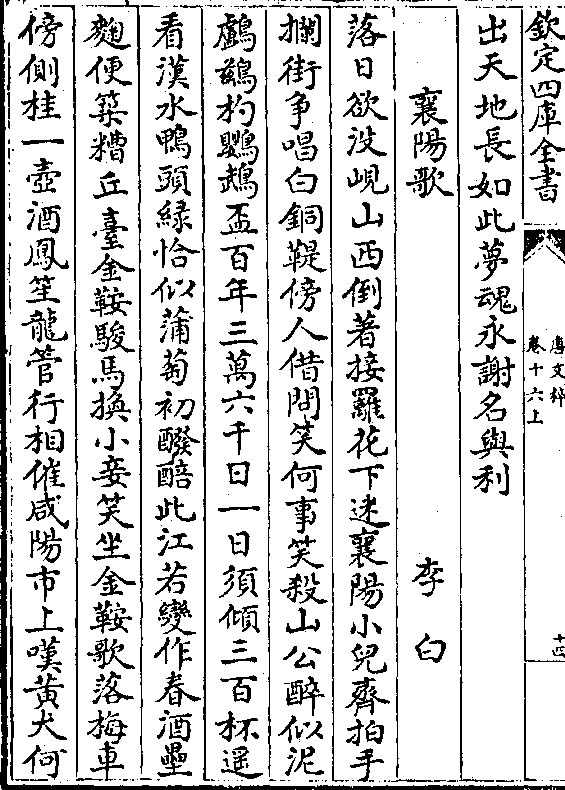 欽定四庫全書
唐文粹
卷十六上
十四
出天地長如此夢魂永謝名與利
襄陽歌
李白
落日欲没峴山西倒著接䍦花下迷襄陽小兒齊拍手
攔街争唱白銅鞮傍人借問笑何事笑殺山公醉似泥
鸕鷀杓鸚鵡盃百年三萬六千日一日須傾三百杯遥
看漢水鴨頭緑恰似蒲萄初醱醅此江若變作春酒壘
麴便築糟丘臺金鞍駿馬換小妾笑坐金鞍歌落梅車
傍側桂一壺酒鳳笙龍管行相催咸陽市上嘆黄犬何